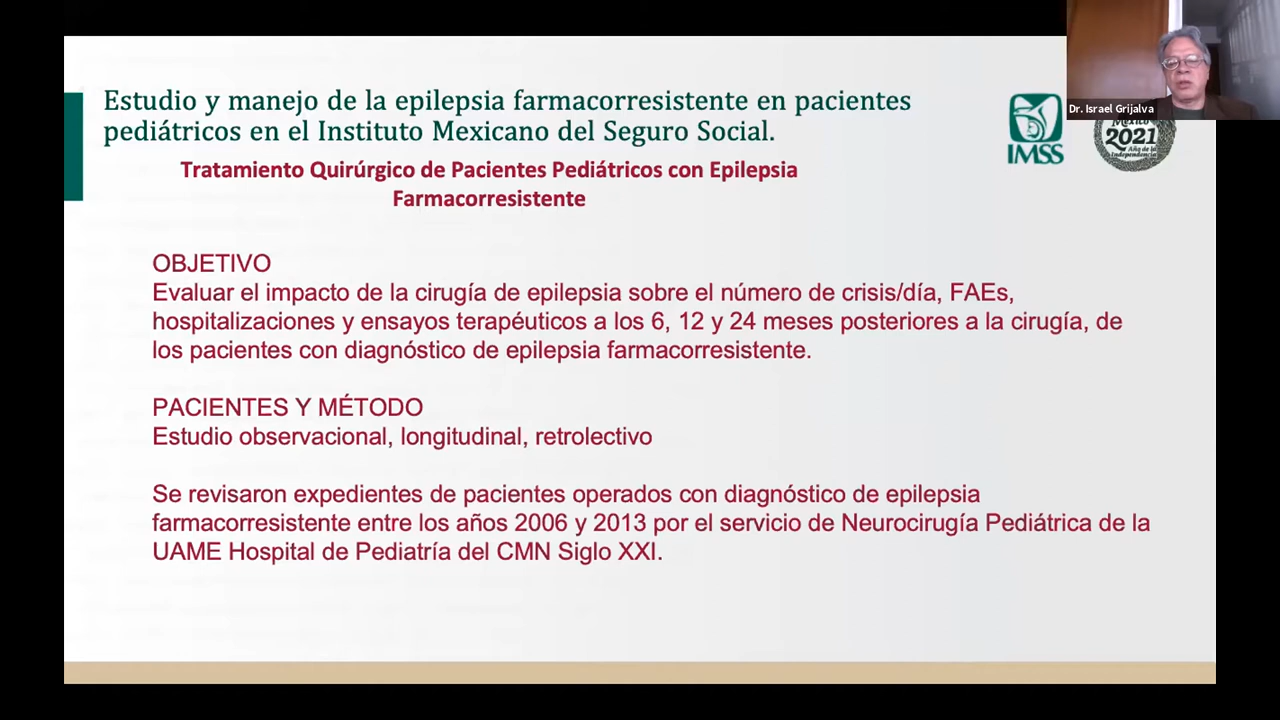 Estudio y manejo de la epilepsia farmacorresistente en pacientes
pediátricos en el Instituto Mexicano del Seguro Social.
Tratamiento Quirúrgico de Pacientes Pediátricos con Epilepsia
Farmacorresistente
IMSS
México
2021
Año de la
Independencia
Dr. Israel Grijalva
OBJETIVO
Evaluar el impacto de la cirugía de epilepsia sobre el número de crisis/día, FAEs,
hospitalizaciones y ensayos terapéuticos a los 6, 12 y 24 meses posteriores a la cirugía, de
los pacientes con diagnóstico de epilepsia farmacorresistente.
PACIENTES Y MÉTODO
Estudio observacional, longitudinal, retrolectivo
Se revisaron expedientes de pacientes operados con diagnóstico de epilepsia
farmacorresistente entre los años 2006 y 2013 por el servicio de Neurocirugía Pediátrica de la
UAME Hospital de Pediatría del CMN Siglo XXI.